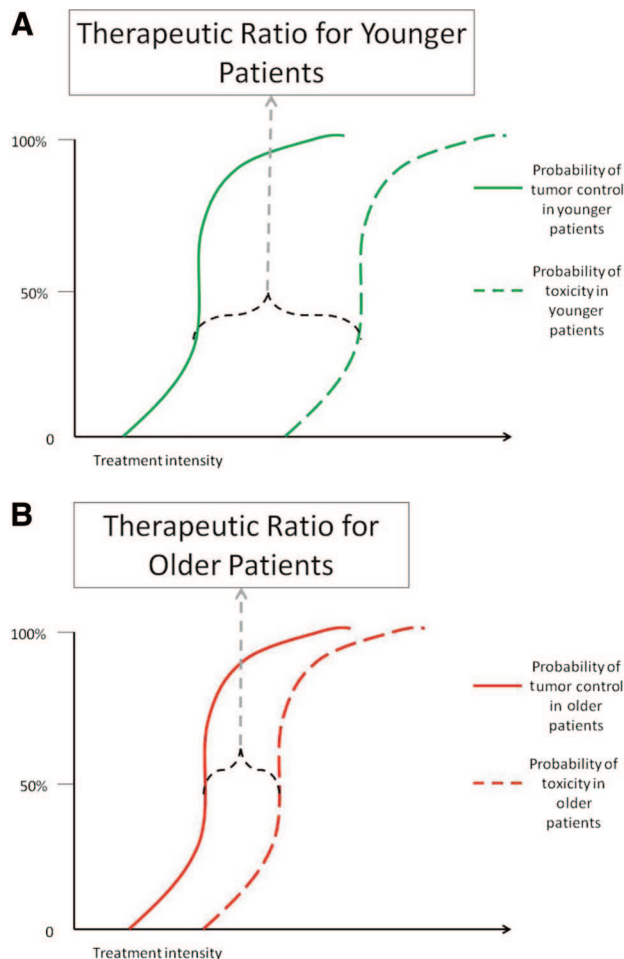 A
Therapeutic Ratio for Younger
Patients
100%
50%
0
Treatment intensity
Probability of
tumor control
in younger
patients
Probability of
toxicity in
younger
patients
B
Therapeutic Ratio for
Older Patients
100%
50%
0
Treatment intensity
Probability of
tumor control
in older
patients
Probability of
toxicity in
older
patients